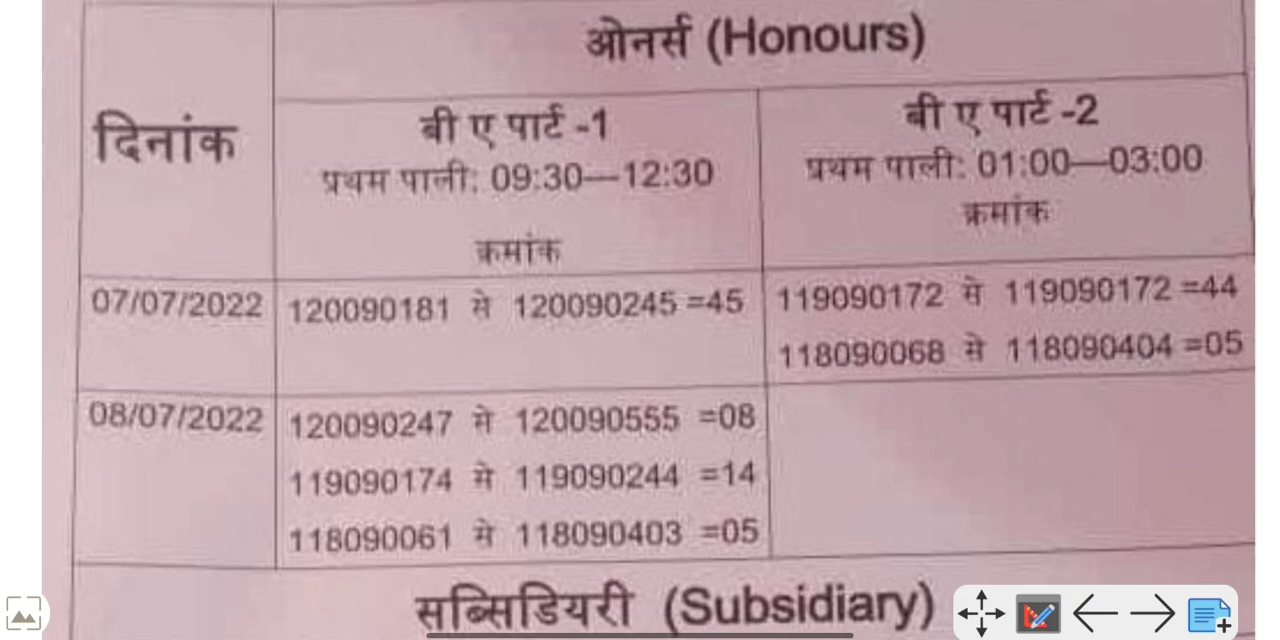 ओनर्स (Honours)
दिनांक
बी ए पार्ट -1
प्रथम पाली: 09:30—12:30
क्रमांक
बी ए पार्ट -2
प्रथम पाली: 01:00—03:00
क्रमांक
07/07/2022 120090181 से 120090245 =45 119090172 से 119090172 =44
118090068 से 118090404 =05
08/07/2022 120090247 से 120090555 =08
119090174 से 119090244 =14
118090061 से 118090403 =05
सब्सिडियरी (Subsidiary)